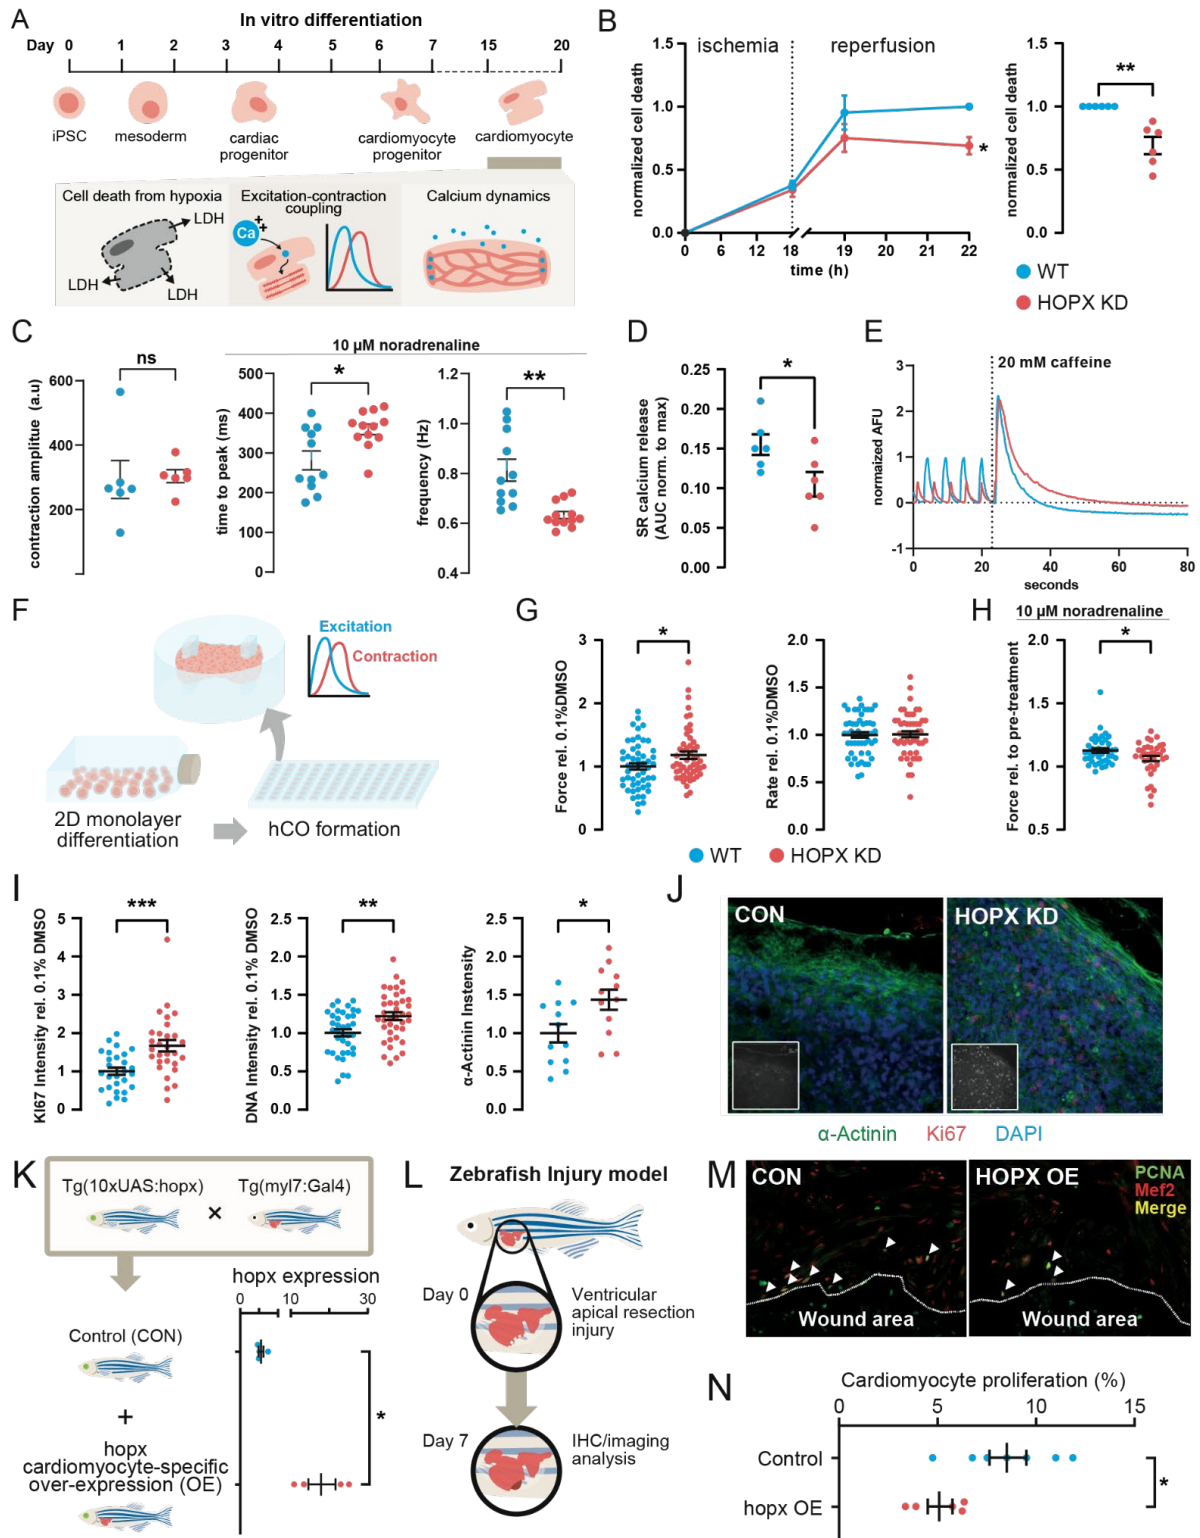 A
In vitro differentiation
Day 0 1 2 3 4 5 6 7 15 20
iPSC
mesoderm
cardiac
progenitor
cardiomyocyte
progenitor
cardiomyocyte
Cell death from hypoxia
LDH
LDH
LDH
Excitation-contraction
coupling
Ca
++
Calcium dynamics
B
ischemia
reperfusion
normalized cell death
1.5
1.0
0.5
0.0
0 6 12 18 19 20 21 22
time (h)
*
normalized cell death
1.5
1.0
0.5
0.0
**
WT
HOPX KD
C
contraction amplitue (a.u)
600
400
200
ns
10 µM noradrenaline
time to peak (ms)
500
400
300
200
100
0
*
frequency (Hz)
1.2
1.0
0.8
0.6
0.4
**
D
SR calcium release
(AUC norm. to max)
0.25
0.20
0.15
0.10
0.05
0.00
*
E
20 mM caffeine
normaized AFU
3
2
1
0
-1
0 20 40 60 80
seconds
F
Excitation
Contraction
2D monolayer
differentiation
hCO formation
G
Force rel. 0.1%DMSO
3
2
1
0
*
Rate rel. 0.1%DMSO
2.0
1.5
1.0
0.5
0.0
WT
HOPX KD
H
10 µM noradrenaline
Force rel. to pre-treatment
2.0
1.5
1.0
0.5
*
I
KI67 Intensity rel. 0.1% DMSO
5
4
3
2
1
0
***
DNA Intensity rel. 0.1% DMSO
2.5
2.0
1.5
1.0
0.5
0.0
**
α-Actinin Instensity
2.5
2.0
1.5
1.0
0.5
0.0
*
J
CON
HOPX KD
α-Actinin Ki67 DAPI
K
Tg(10xUAS:hopx)
×
Tg(myl7:Gal4)
hopx expression
0 10 10 30
Control (CON)
+
hopx
cardiomyocyte-specific
over-expression (OE)
*
L
Zebrafish Injury model
Day 0
Ventricular
apical resection
injury
Day 7
IHC/imaging
analysis
M
CON
Wound area
HOPX OE
PCNA
Mef2
Merge
Wound area
N
Cardiomyocyte proliferation (%)
0 5 10 15
Control
hopx OE
*